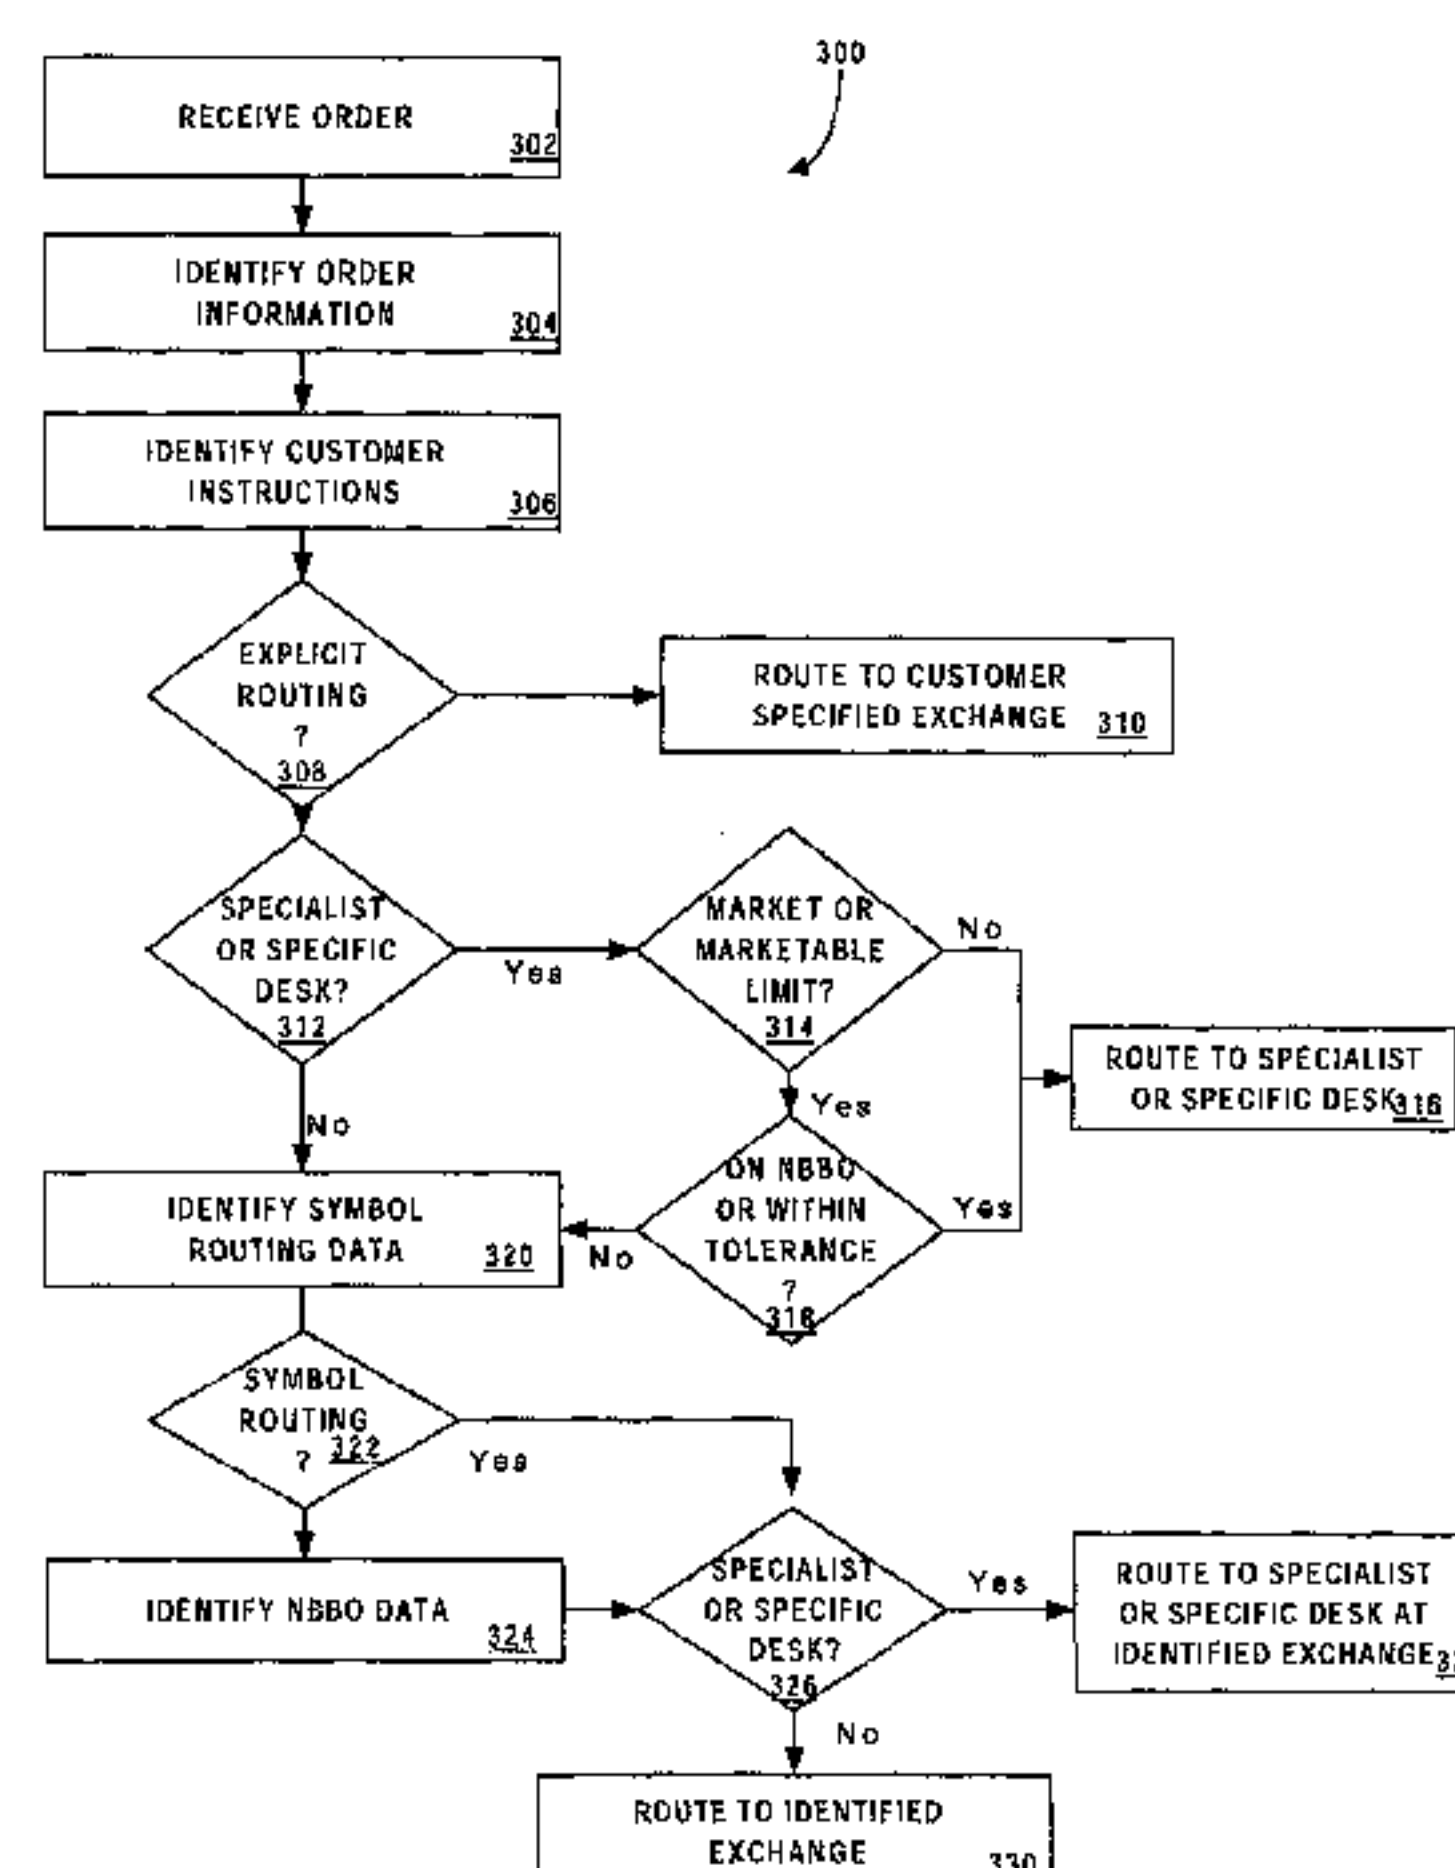 300
RECEIVE ORDER
302
IDENTIFY ORDER
INFORMATION
304
IDENTIFY CUSTOMER
INSTRUCTIONS
306
EXPLICIT
ROUTING
?
308
ROUTE TO CUSTOMER
SPECIFIED EXCHANGE 310
SPECIALIST
OR SPECIFIC
DESK?
312
Yes
MARKET OR
MARKETABLE
LIMIT?
314
No
ROUTE TO SPECIALIST
OR SPECIFIC DESK
Yes
No
ON NBBO
OR WITHIN
TOLERANCE
?
Yes
No
IDENTIFY SYMBOL
ROUTING DATA
320
SYMBOL
ROUTING
? 322
Yes
IDENTIFY NBBO DATA
324
SPECIALIST
OR SPECIFIC
DESK?
326
Yes
ROUTE TO SPECIALIST
OR SPECIFIC DESK AT
IDENTIFIED EXCHANGE
No
ROUTE TO IDENTIFIED
EXCHANGE
330